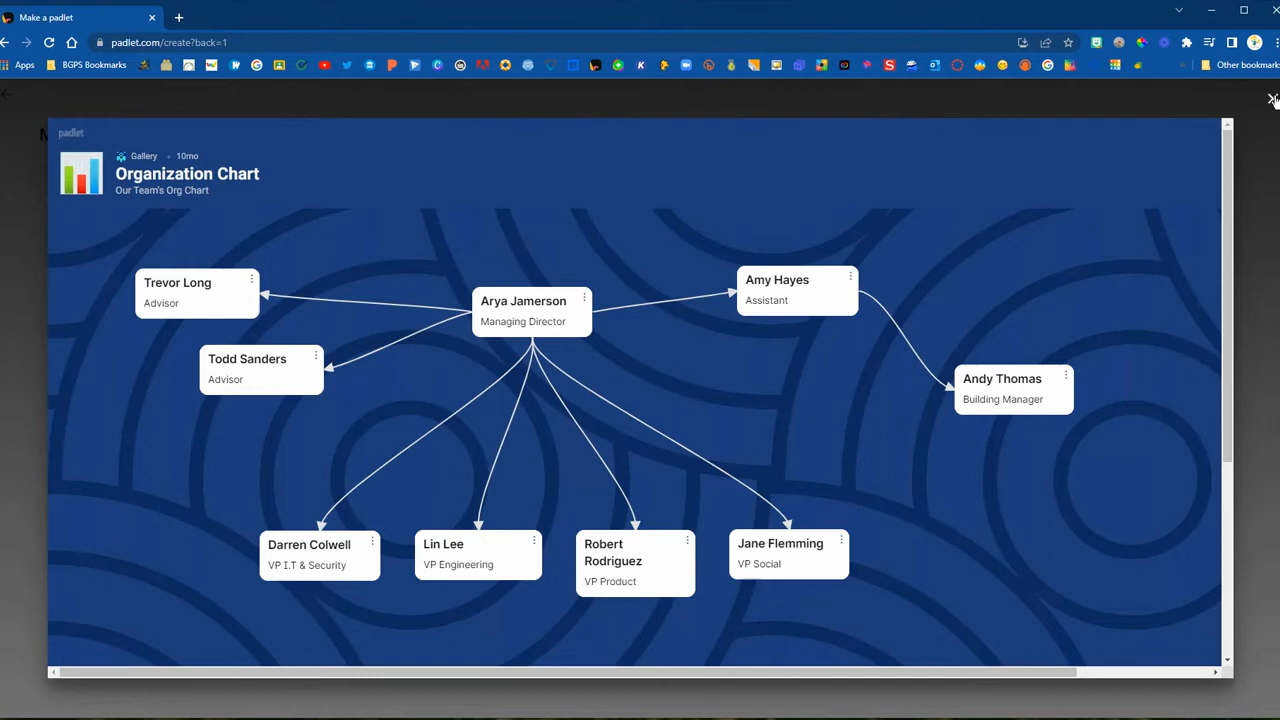 Make a padlet
padlet.com/create?back=1
Apps
BGPS Bookmarks
Other bookmarks
padlet
Gallery • 10mo
Organization Chart
Our Team's Org Chart
Trevor Long
Advisor
Arya Jamerson
Managing Director
Amy Hayes
Assistant
Todd Sanders
Advisor
Andy Thomas
Building Manager
Darren Colwell
VP I.T & Security
Lin Lee
VP Engineering
Robert
Rodriguez
VP Product
Jane Flemming
VP Social